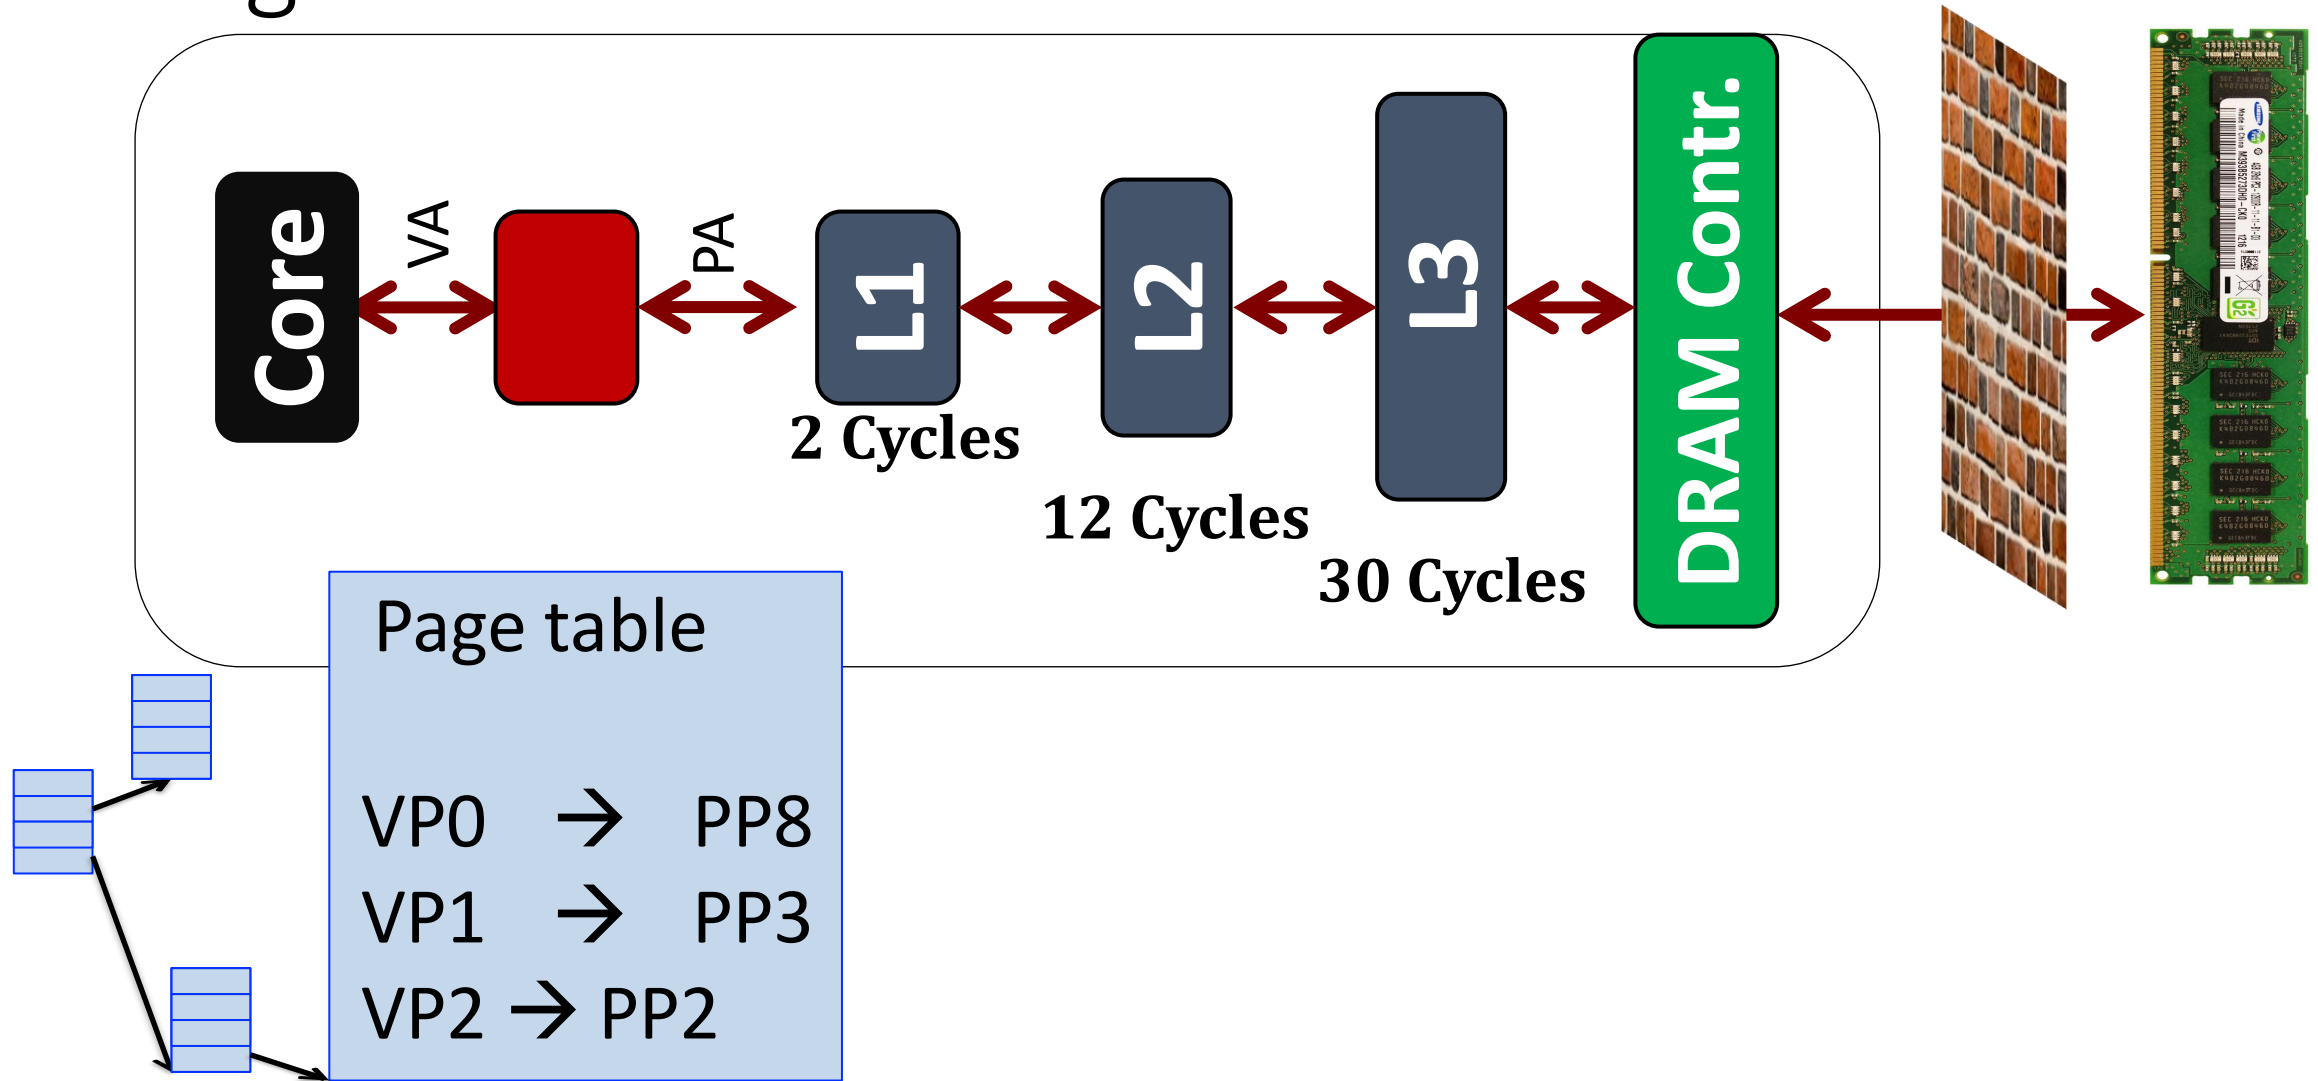 Core
VA
PA
L1
L2
L3
DRAM Contr.
2 Cycles
12 Cycles
30 Cycles
Page table
VP0 → PP8
VP1 → PP3
VP2 → PP2